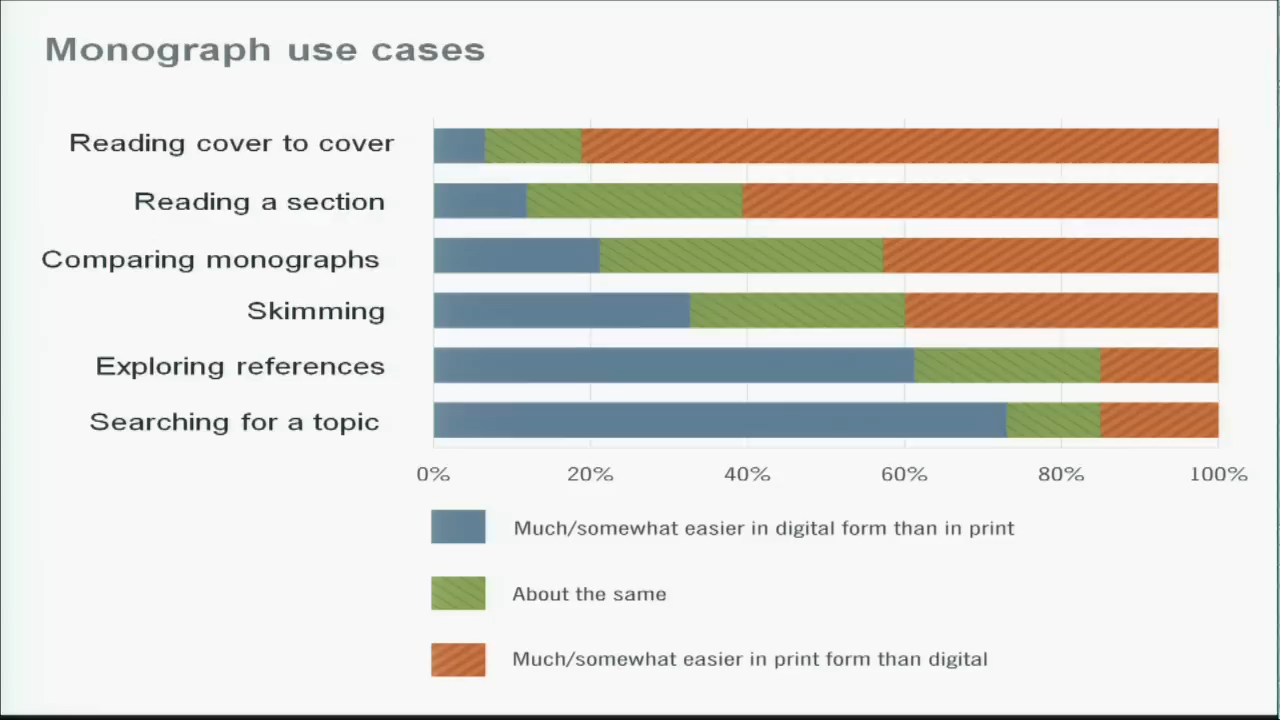 Monograph use cases
Reading cover to cover
Reading a section
Comparing monographs
Skimming
Exploring references
Searching for a topic
0% 20% 40% 60% 80% 100%
Much/somewhat easier in digital form than in print
About the same
Much/somewhat easier in print form than digital